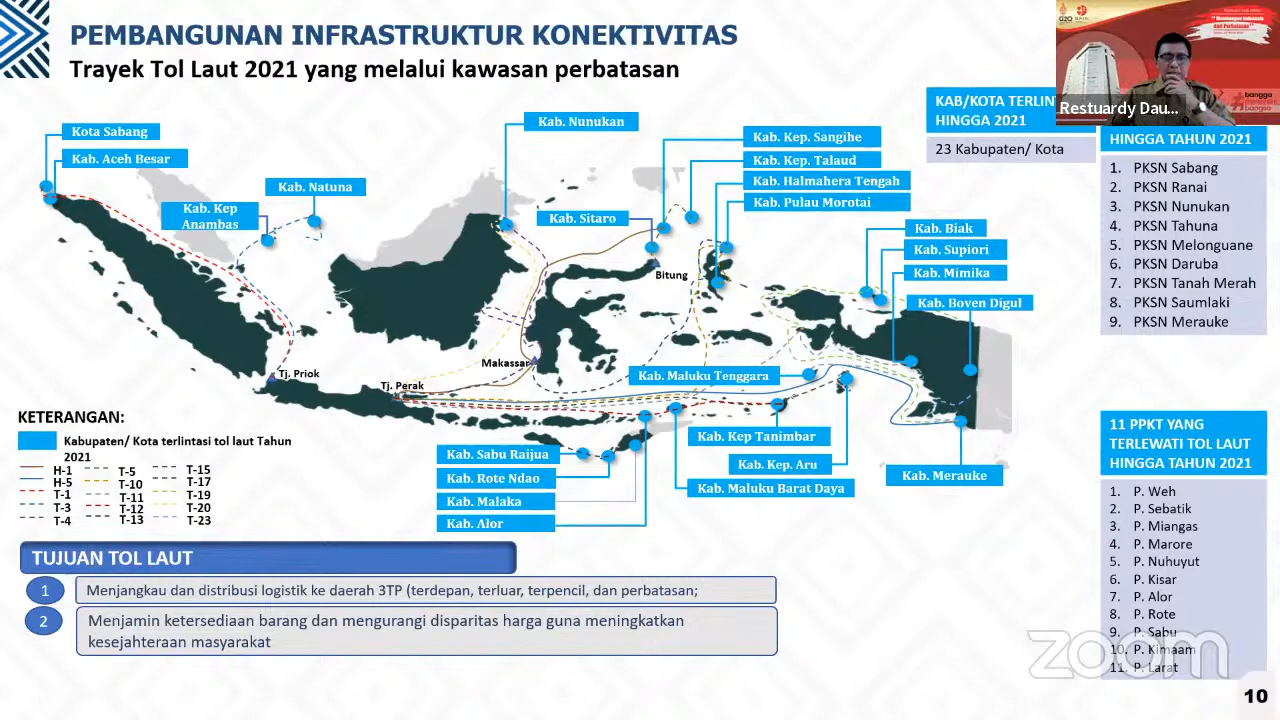 PEMBANGUNAN INFRASTRUKTUR KONEKTIVITAS
Trayek Tol Laut 2021 yang melalui kawasan perbatasan
Restuardy Dau...
KAB/KOTA
HINGGA 2021
23 Kabupaten/ Kota
HINGGA TAHUN 2021
1. PKSN Sabang
2. PKSN Ranai
3. PKSN Nunukan
4. PKSN Tahuna
5. PKSN Melonguane
6. PKSN Daruba
7. PKSN Tanah Merah
8. PKSN Saumlaki
9. PKSN Merauke
Kota Sabang
Kab. Aceh Besar
Kab. Natuna
Kab. Kep
Anambas
Kab. Nunukan
Kab. Sitaro
Kab. Kep. Sangihe
Kab. Kep. Talaud
Kab. Halmahera Tengah
Kab. Pulau Morotai
Kab. Biak
Kab. Supiori
Kab. Mimika
Kab. Boven Digul
Bitung
Makassar
Tj. Priok
Tj. Perak
Kab. Maluku Tenggara
Kab. Kep Tanimbar
Kab. Kep. Aru
Kab. Maluku Barat Daya
Kab. Merauke
Kab. Sabu Raijua
Kab. Rote Ndao
Kab. Malaka
Kab. Alor
KETERANGAN:
Kabupaten/ Kota terlintasi tol laut Tahun
2021
H-1
H-5
T-1
T-3
T-4
T-5
T-10
T-11
T-12
T-13
T-15
T-17
T-19
T-20
T-23
11 PPKT YANG
TERLEWATI TOL LAUT
HINGGA TAHUN 2021
1. P. Weh
2. P. Sebatik
3. P. Miangas
4. P. Marore
5. P. Nuhuyut
6. P. Kisar
7. P. Alor
8. P. Rote
9. P. Sabu
10. P. Kimaam
11. P. Larat
TUJUAN TOL LAUT
1 Menjangkau dan distribusi logistik ke daerah 3TP (terdepan, terluar, terpencil, dan perbatasan;
2 Menjamin ketersediaan barang dan mengurangi disparitas harga guna meningkatkan
kesejahteraan masyarakat
zoom
10